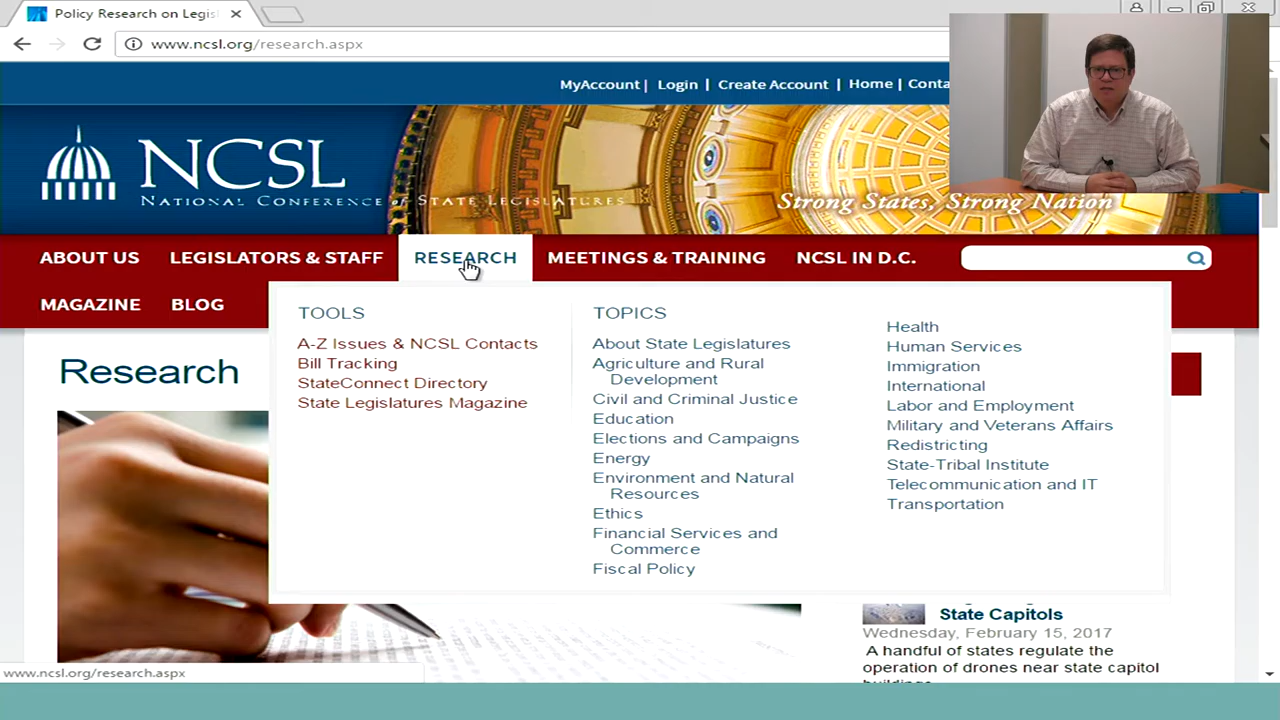 Policy Research on Legisl
www.ncsl.org/research.aspx
MyAccount | Login | Create Account | Home | Conta
NCSL
NATIONAL CONFERENCE of STATE LEGISLATURES
Strong States, Strong Nation
ABOUT US LEGISLATORS & STAFF RESEARCH MEETINGS & TRAINING NCSL IN D.C.
MAGAZINE BLOG
TOOLS
A-Z Issues & NCSL Contacts
Bill Tracking
StateConnect Directory
State Legislatures Magazine
TOPICS
About State Legislatures
Agriculture and Rural
Development
Civil and Criminal Justice
Education
Elections and Campaigns
Energy
Environment and Natural
Resources
Ethics
Financial Services and
Commerce
Fiscal Policy
Health
Human Services
Immigration
International
Labor and Employment
Military and Veterans Affairs
Redistricting
State-Tribal Institute
Telecommunication and IT
Transportation
Research
State Capitols
Wednesday, February 15, 2017
A handful of states regulate the
operation of drones near state capitol
www.ncsl.org/research.aspx